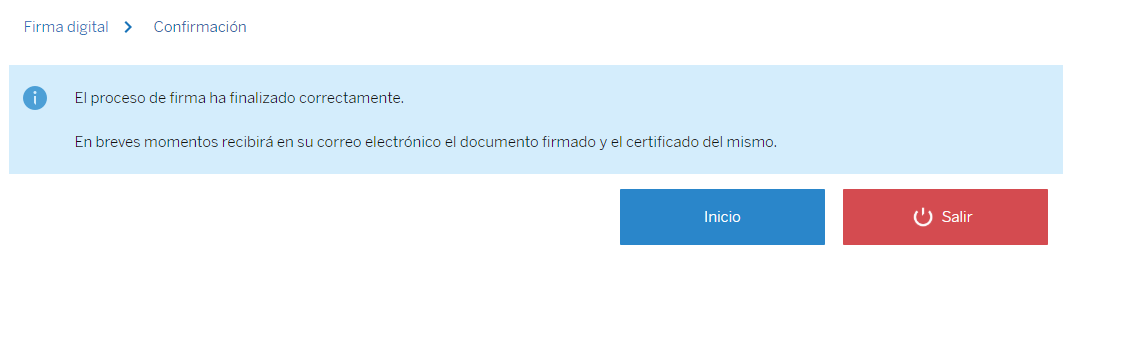 Firma digital > Confirmación
El proceso de firma ha finalizado correctamente.
En breves momentos recibirá en su correo electrónico el documento firmado y el certificado del mismo.
Inicio Salir